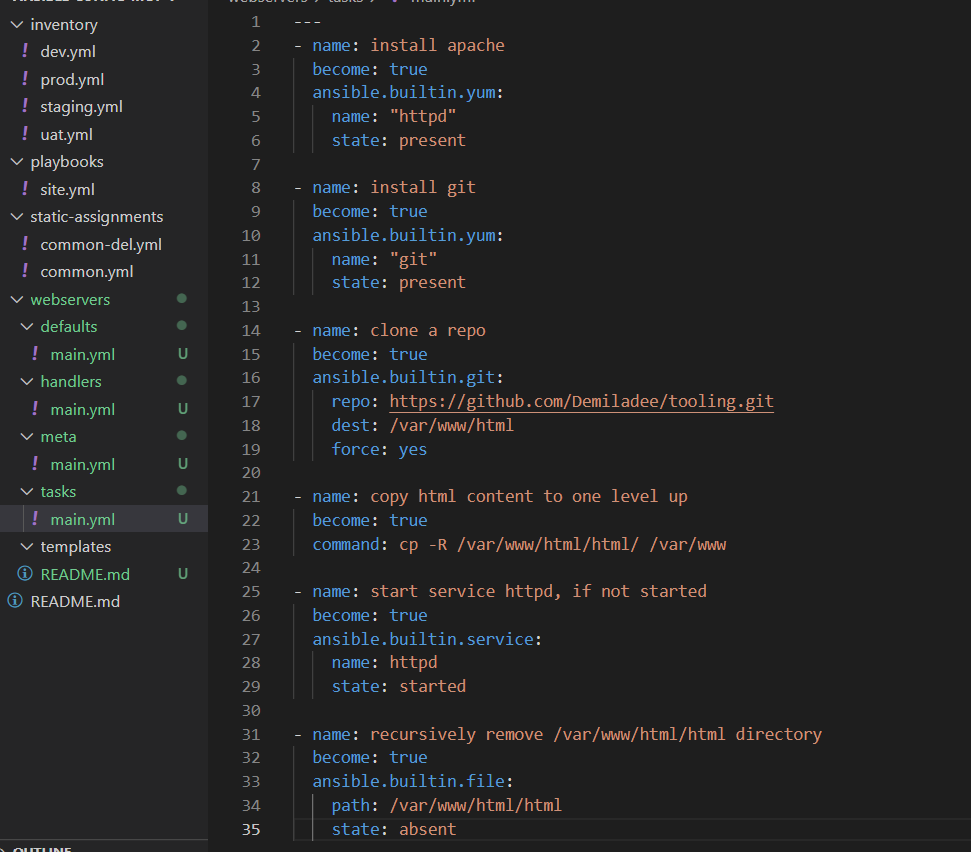 inventory
dev.yml
prod.yml
staging.yml
uat.yml
playbooks
site.yml
static-assignments
common-del.yml
common.yml
webservers
defaults
main.yml U
handlers
main.yml U
meta
main.yml U
tasks
main.yml U
templates
README.md U
README.md
OUTLINE
1 ---
2 - name: install apache
3 become: true
4 ansible.builtin.yum:
5 name: "httpd"
6 state: present
7
8 - name: install git
9 become: true
10 ansible.builtin.yum:
11 name: "git"
12 state: present
13
14 - name: clone a repo
15 become: true
16 ansible.builtin.git:
17 repo: https://github.com/Demiladee/tooling.git
18 dest: /var/www/html
19 force: yes
20
21 - name: copy html content to one level up
22 become: true
23 command: cp -R /var/www/html/html/ /var/www
24
25 - name: start service httpd, if not started
26 become: true
27 ansible.builtin.service:
28 name: httpd
29 state: started
30
31 - name: recursively remove /var/www/html/html directory
32 become: true
33 ansible.builtin.file:
34 path: /var/www/html/html
35 state: absent